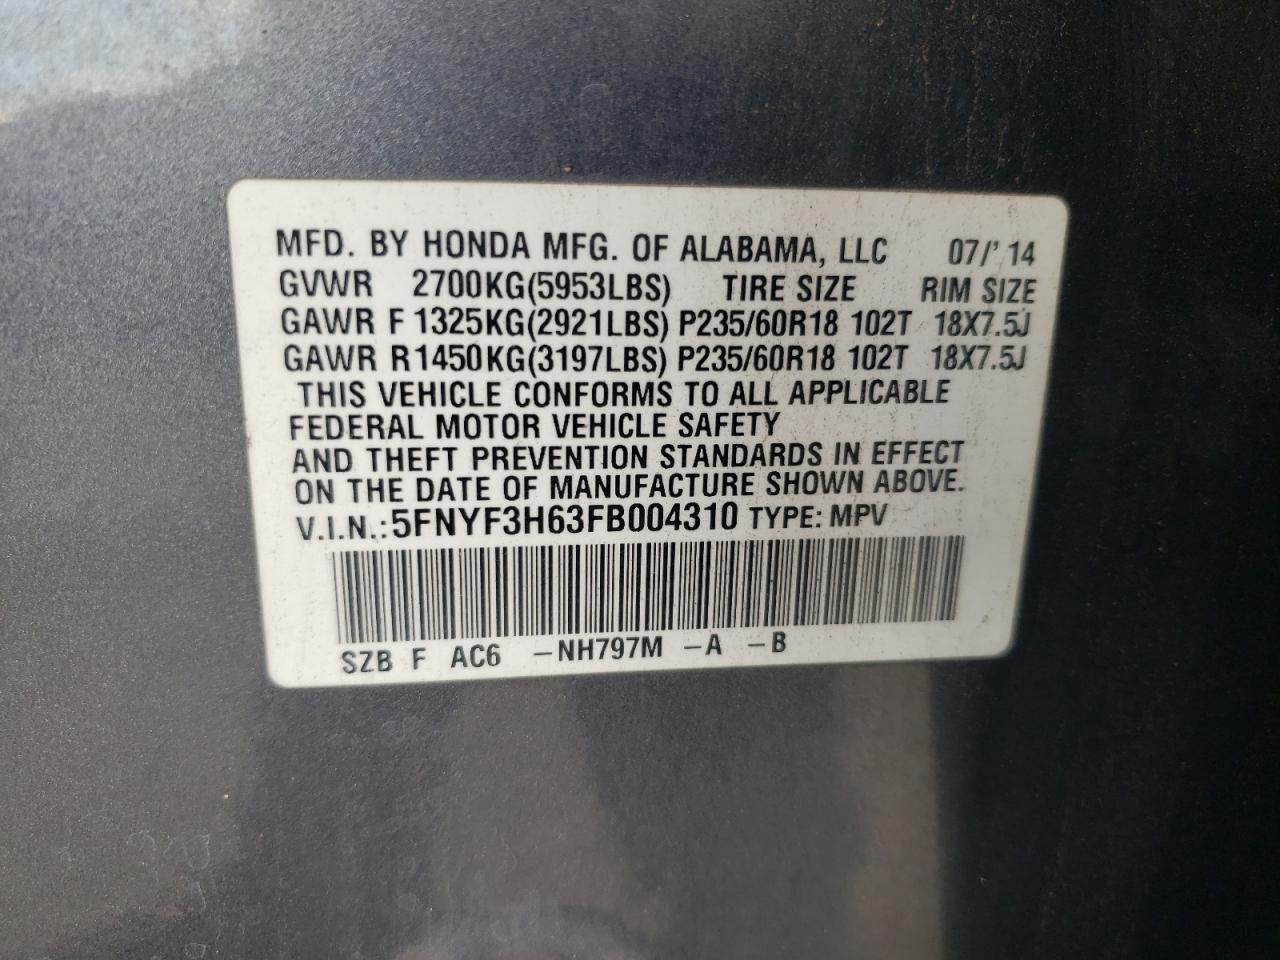 MFD. BY HONDA MFG. OF ALABAMA, LLC 07/'14
GVWR 2700KG(5953LBS) TIRE SIZE RIM SIZE
GAWR F 1325KG(2921LBS) P235/60R18 102T 18X7.5J
GAWR R1450KG(3197LBS) P235/60R18 102T 18X7.5J
THIS VEHICLE CONFORMS TO ALL APPLICABLE
FEDERAL MOTOR VEHICLE SAFETY
AND THEFT PREVENTION STANDARDS IN EFFECT
ON THE DATE OF MANUFACTURE SHOWN ABOVE.
V.I.N.:5FNYF3H63FB004310 TYPE: MPV
SZB F AC6 -NH797M -A -B